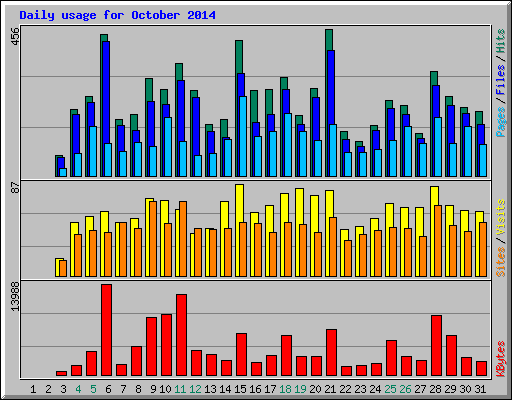 Daily usage for October 2014
456
Pages / Files / Hits
87
Sites / Visits
13988
KBytes
1 2 3 4 5 6 7 8 9 10 11 12 13 14 15 16 17 18 19 20 21 22 23 24 25 26 27 28 29 30 31